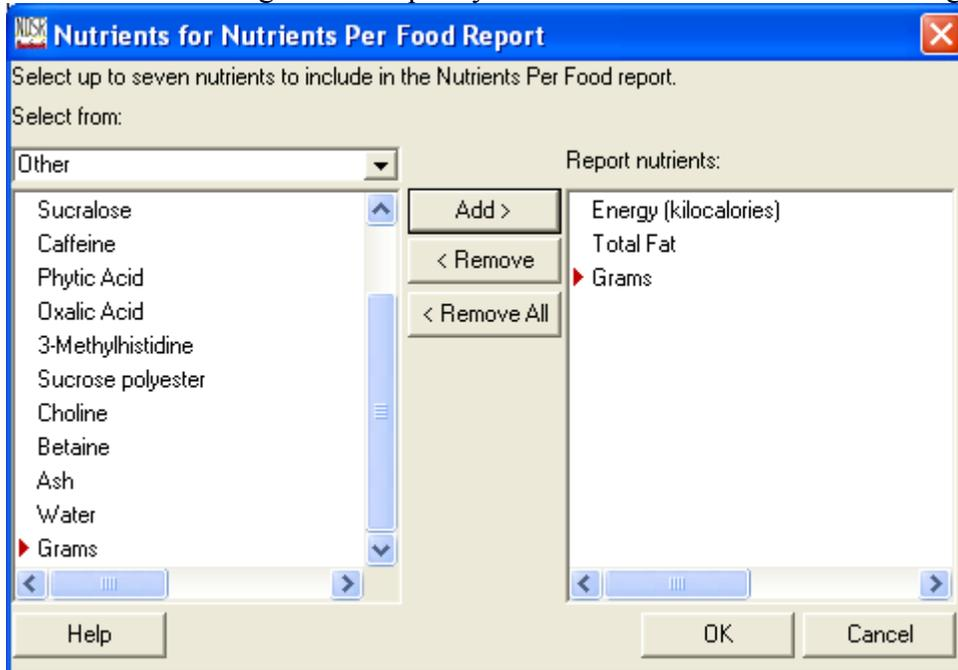 Nutrients for Nutrients Per Food Report
Select up to seven nutrients to include in the Nutrients Per Food report.
Select from:
Other
Report nutrients:
Sucralose
Caffeine
Phytic Acid
Oxalic Acid
3-Methylhistidine
Sucrose polyester
Choline
Betaine
Ash
Water
Grams
Add >
< Remove
< Remove All
Energy (kilocalories)
Total Fat
Grams
Help
OK
Cancel